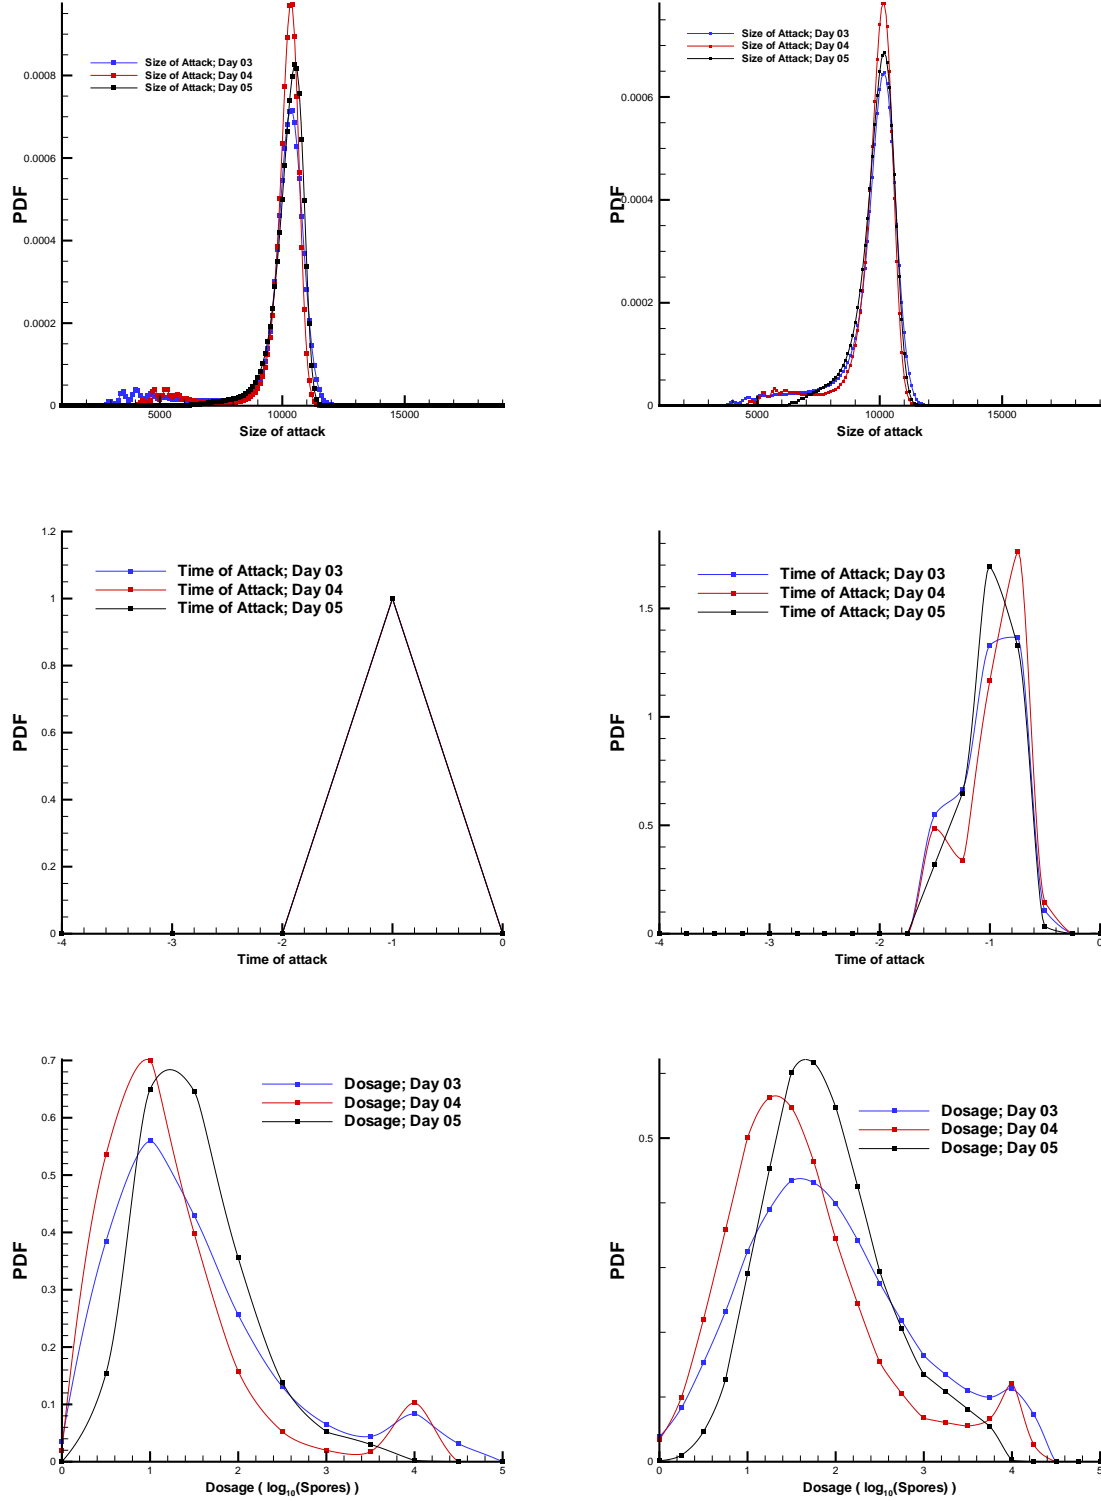 Size of Attack; Day 03
Size of Attack; Day 04
Size of Attack; Day 05
0.0008
0.0006
0.0004
0.0002
0
PDF
5000 10000 15000
Size of attack
Size of Attack; Day 03
Size of Attack; Day 04
Size of Attack; Day 05
0.0006
0.0004
0.0002
0
PDF
5000 10000 15000
Size of attack
1.2
1
0.8
0.6
0.4
0.2
0
PDF
Time of Attack; Day 03
Time of Attack; Day 04
Time of Attack; Day 05
-4 -3 -2 -1 0
Time of attack
1.5
1
0.5
0
PDF
Time of Attack; Day 03
Time of Attack; Day 04
Time of Attack; Day 05
-4 -3 -2 -1 0
Time of attack
0.7
0.6
0.5
0.4
0.3
0.2
0.1
0
PDF
Dosage; Day 03
Dosage; Day 04
Dosage; Day 05
0 1 2 3 4 5
Dosage ( log₁₀(Spores) )
0.5
0
PDF
Dosage; Day 03
Dosage; Day 04
Dosage; Day 05
0 1 2 3 4 5
Dosage ( log₁₀(Spores) )